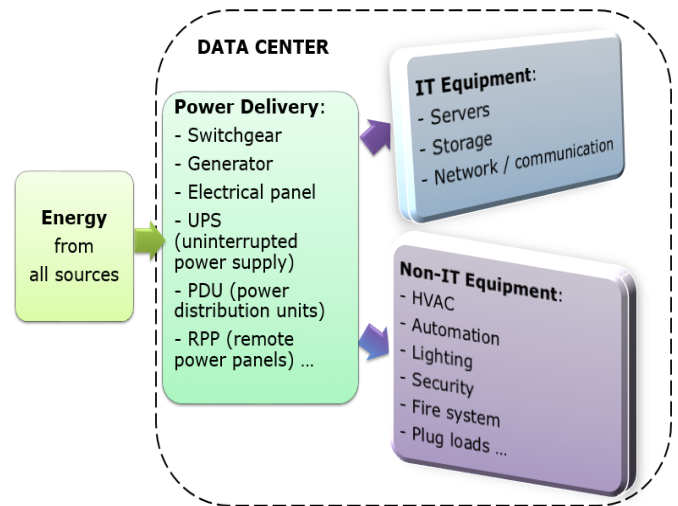 DATA CENTER
Energy
from
all sources
Power Delivery:
- Switchgear
- Generator
- Electrical panel
- UPS
(uninterrupted
power supply)
- PDU (power
distribution units)
- RPP (remote
power panels) ...
IT Equipment:
- Servers
- Storage
- Network / communication
Non-IT Equipment:
- HVAC
- Automation
- Lighting
- Security
- Fire system
- Plug loads ...